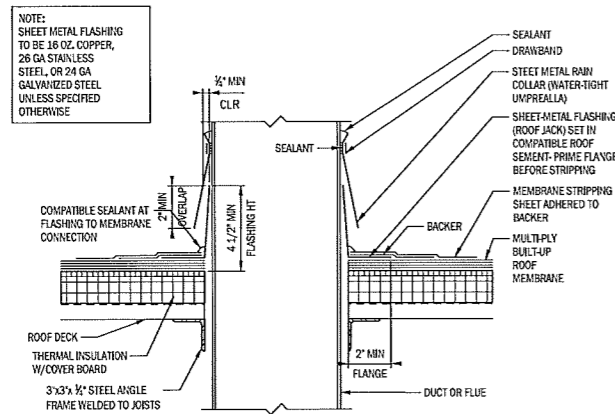 NOTE:
SHEET METAL FLASHING
TO BE 16 OZ. COPPER,
26 GA STAINLESS
STEEL, OR 24 GA
GALVANIZED STEEL
UNLESS SPECIFIED
OTHERWISE
¼" MIN
CLR
SEALANT
DRAWBAND
STEET METAL RAIN
COLLAR (WATER-TIGHT
UMPREALLA)
SHEET-METAL FLASHING
(ROOF JACK) SET IN
COMPATIBLE ROOF
SEMENT- PRIME FLANGE
BEFORE STRIPPING
SEALANT
2" MIN
OVERLAP
4 1/2" MIN
FLASHING HT
COMPATIBLE SEALANT AT
FLASHING TO MEMBRANE
CONNECTION
BACKER
MEMBRANE STRIPPING
SHEET ADHERED TO
BACKER
MULTI-PLY
BUILT-UP
ROOF
MEMBRANE
ROOF DECK
THERMAL INSULATION
W/COVER BOARD
3"x3"x ¼" STEEL ANGLE
FRAME WELDED TO JOISTS
2" MIN
FLANGE
DUCT OR FLUE